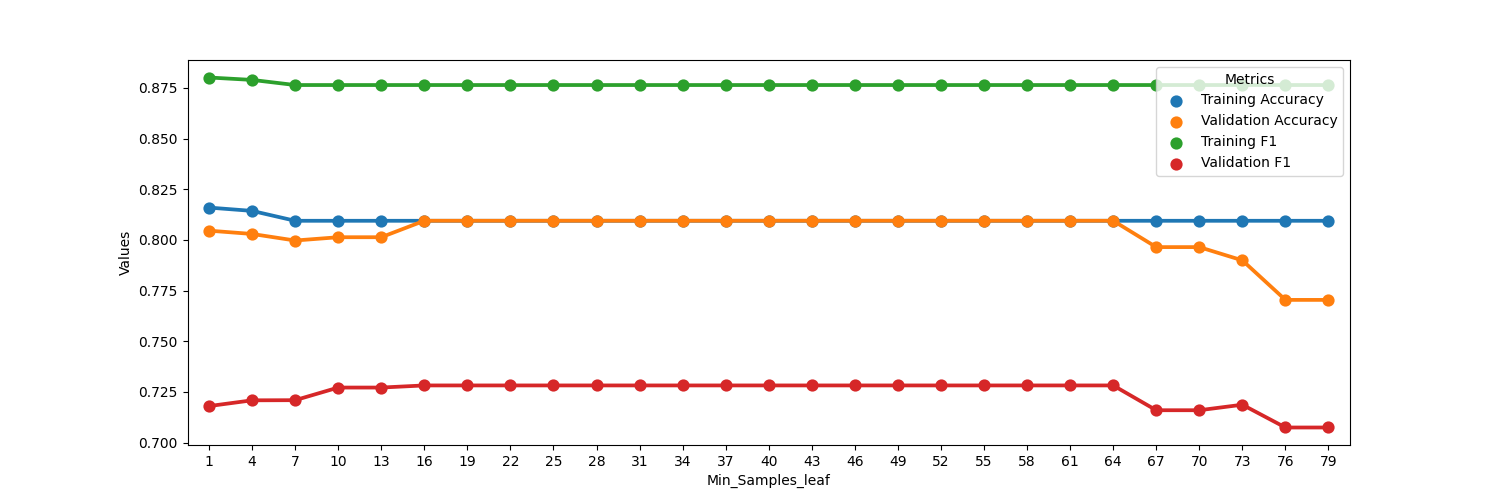 0.875
0.850
0.825
0.800
0.775
0.750
0.725
0.700
Values
Metrics
Training Accuracy
Validation Accuracy
Training F1
Validation F1
1 4 7 10 13 16 19 22 25 28 31 34 37 40 43 46 49 52 55 58 61 64 67 70 73 76 79
Min_Samples_leaf